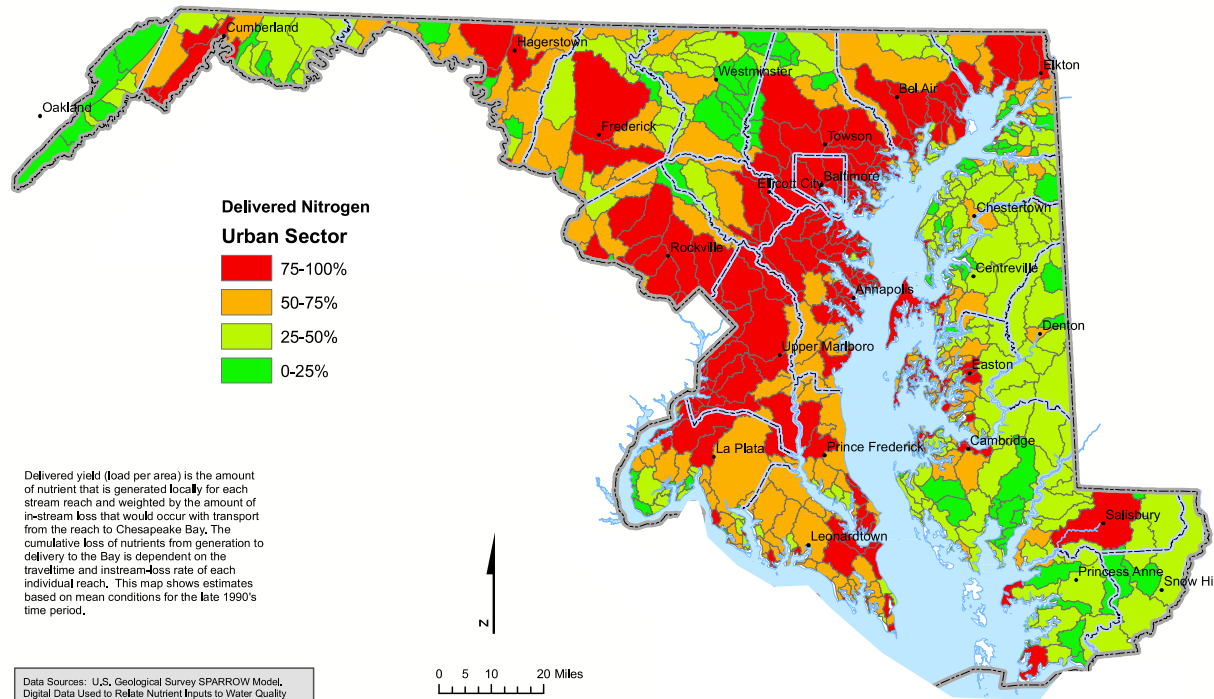 Cumberland
Hagerstown
Oakland
Westminster
Elkton
Bel Air
Frederick
Towson
Ellicott City
Baltimore
Delivered Nitrogen
Urban Sector
75-100%
50-75%
25-50%
0-25%
Chestertown
Rockville
Centreville
Annapolis
Denton
Upper Marlboro
Easton
La Plata
Prince Frederick
Cambridge
Delivered yield (load per area) is the amount
of nutrient that is generated locally for each
stream reach and weighted by the amount of
in-stream loss that would occur with transport
from the reach to Chesapeake Bay. The
cumulative loss of nutrients from generation to
delivery to the Bay is dependent on the
traveltime and instream-loss rate of each
individual reach. This map shows estimates
based on mean conditions for the late 1990's
time period.
Salisbury
Leonardtown
Princess Anne
Snow Hi
N
0 5 10 20 Miles
Data Sources: U.S. Geological Survey SPARROW Model.
Digital Data Used to Relate Nutrient Inputs to Water Quality